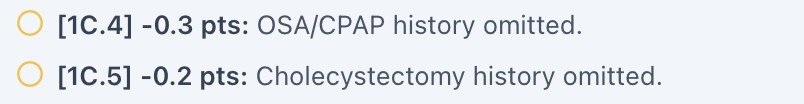 [1C.4] -0.3 pts: OSA/CPAP history omitted.
[1C.5] -0.2 pts: Cholecystectomy history omitted.